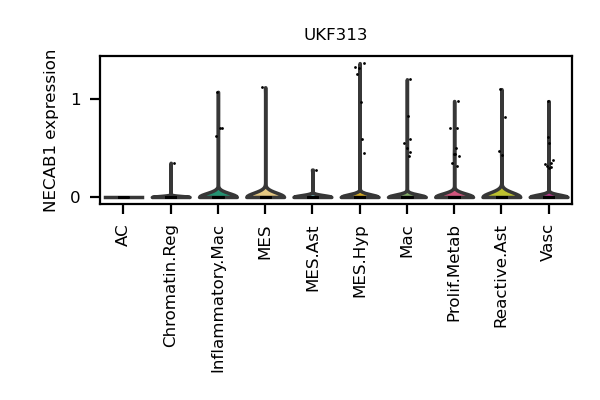 UKF313
NECAB1 expression
1
0
AC
Chromatin.Reg
Inflammatory.Mac
MES
MES.Ast
MES.Hyp
Mac
Prolif.Metab
Reactive.Ast
Vasc